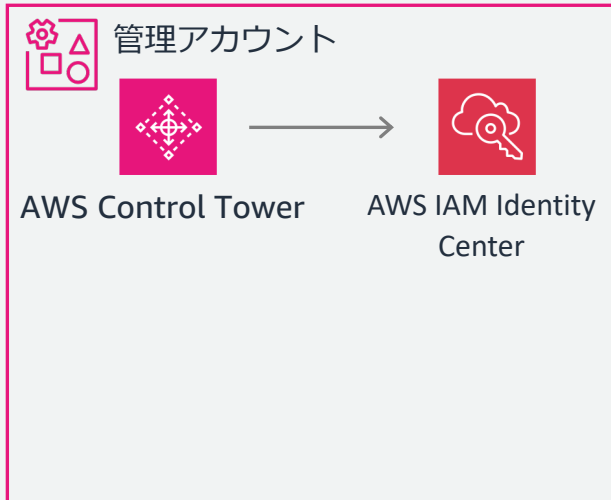 管理アカウント
AWS Control Tower
AWS IAM Identity
Center